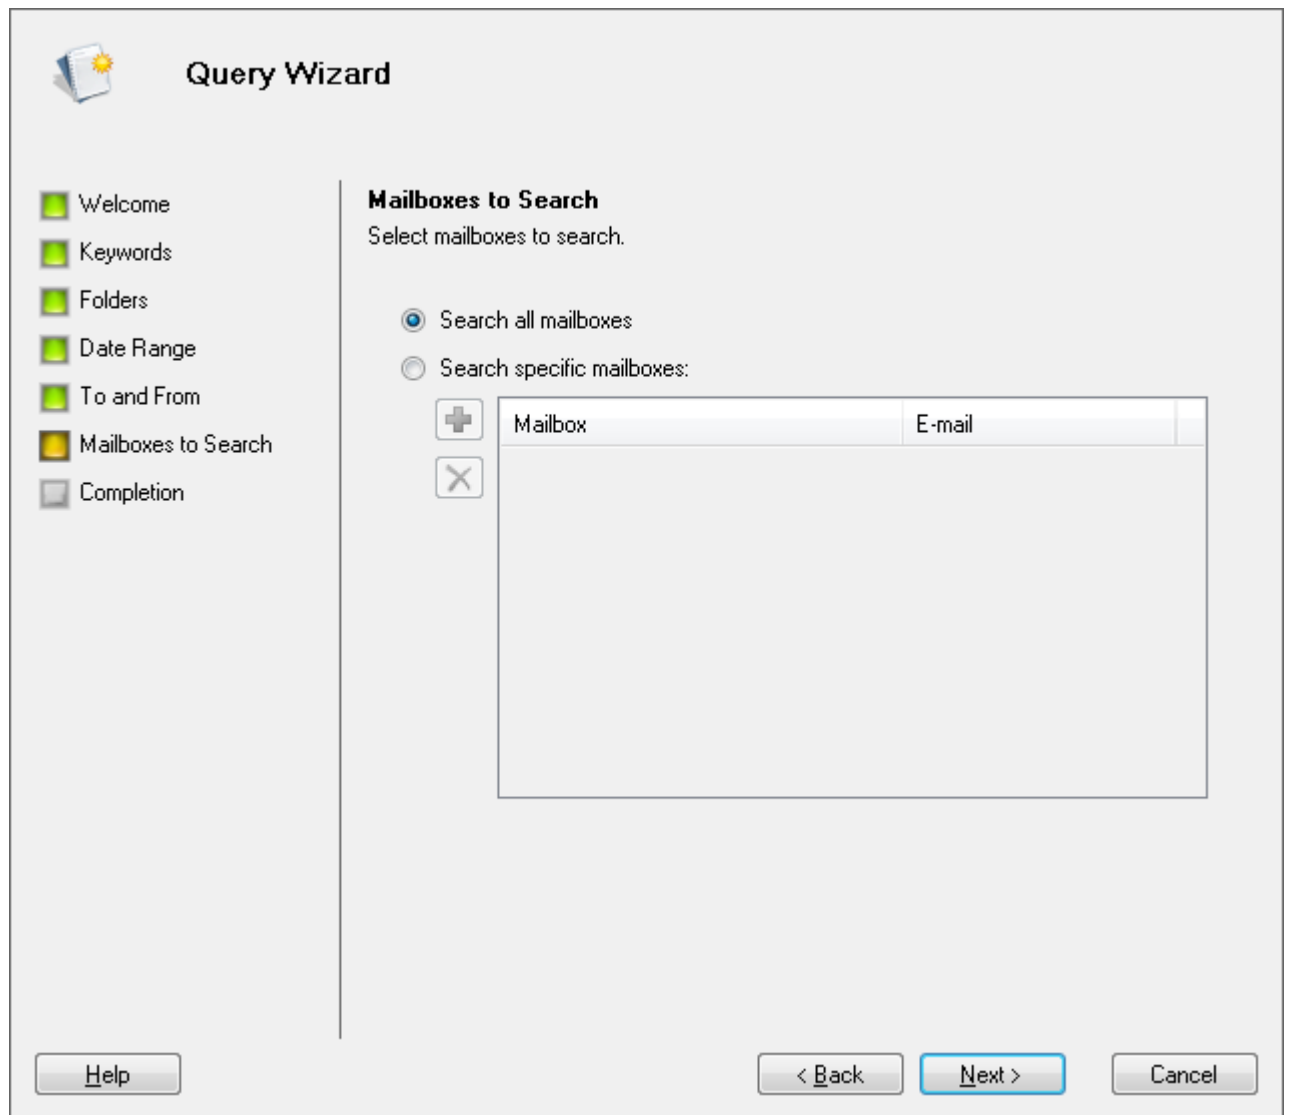 Query Wizard
Welcome
Keywords
Folders
Date Range
To and From
Mailboxes to Search
Completion
Mailboxes to Search
Select mailboxes to search.
Search all mailboxes
Search specific mailboxes:
Mailbox E-mail
Help < Back Next > Cancel